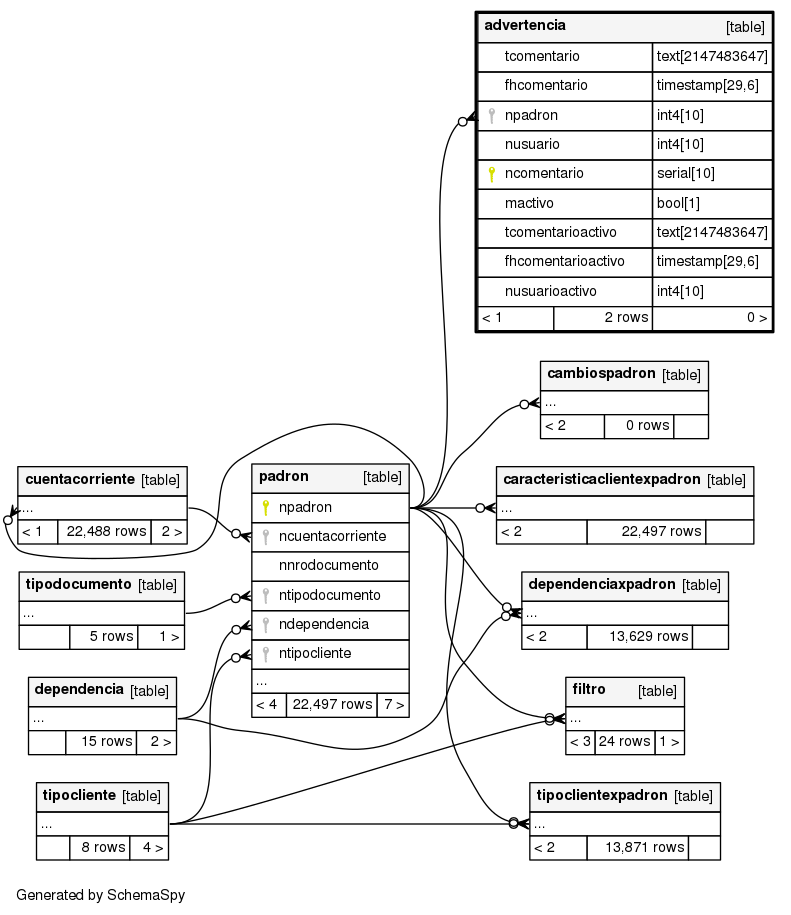 advertencia [table]
tcomentario text[2147483647]
fhcomentario timestamp[29,6]
npadron int4[10]
nusuario int4[10]
ncomentario serial[10]
mactivo bool[1]
tcomentarioactivo text[2147483647]
fhcomentarioactivo timestamp[29,6]
nusuarioactivo int4[10]
< 1 2 rows 0 >
cambiospadron [table]
...
< 2 0 rows
cuentacorriente [table]
...
< 1 22,488 rows 2 >
padron [table]
npadron
ncuentacorriente
nnrodocumento
ntipodocumento
ndependencia
ntipocliente
...
< 4 22,497 rows 7 >
caracteristicaclientexpadron [table]
...
< 2 22,497 rows
tipodocumento [table]
...
5 rows 1 >
dependenciaxpadron [table]
...
< 2 13,629 rows
dependencia [table]
...
15 rows 2 >
filtro [table]
...
< 3 24 rows 1 >
tipocliente [table]
...
8 rows 4 >
tipoclientexpadron [table]
...
< 2 13,871 rows
Generated by SchemaSpy